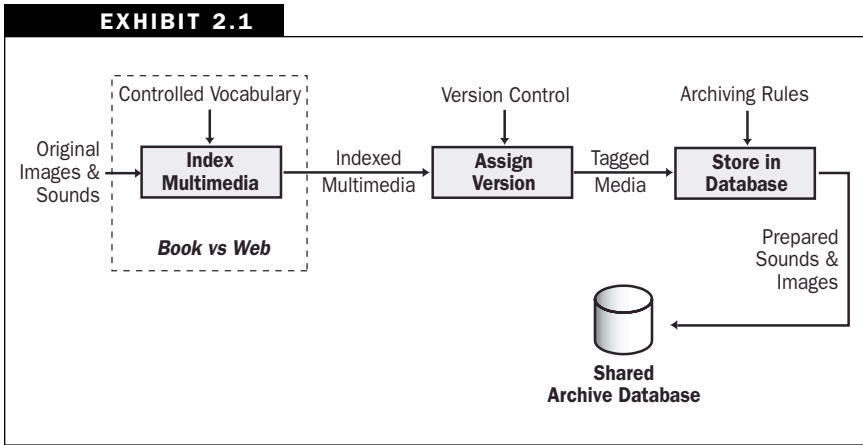 EXHIBIT 2.1
Controlled Vocabulary
Version Control
Archiving Rules
Original
Images &
Sounds
Index
Multimedia
Indexed
Multimedia
Assign
Version
Tagged
Media
Store in
Database
Book vs Web
Prepared
Sounds &
Images
Shared
Archive Database